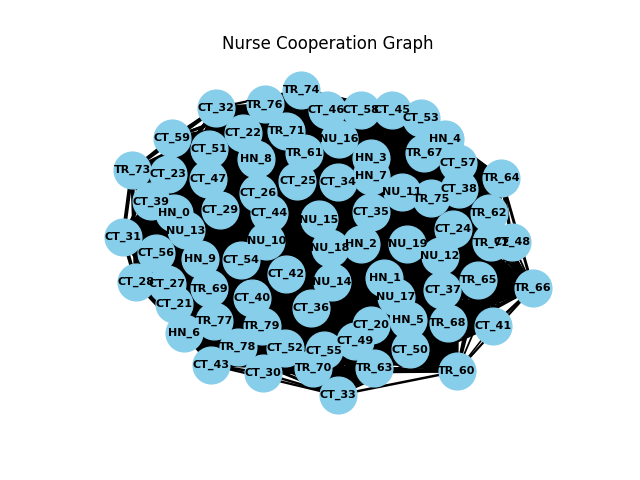 Nurse Cooperation Graph
TR_74
CT_32
TR_76
CT_46
CT_58
CT_45
CT_53
CT_59
CT_22
TR_71
NU_16
HN_4
CT_51
HN_8
TR_61
HN_3
TR_67
CT_57
TR_73
CT_23
CT_47
CT_25
CT_34
HN_7
TR_64
CT_39
CT_26
NU_11
TR_75
CT_38
HN_0
CT_29
CT_44
NU_15
CT_35
TR_62
CT_31
NU_13
NU_10
NU_18
HN_2
NU_19
CT_24
CT_48
CT_56
HN_9
CT_54
NU_12
CT_28
CT_27
TR_69
CT_42
NU_14
HN_1
CT_37
TR_65
TR_66
CT_21
CT_40
CT_36
NU_17
HN_6
TR_77
TR_79
CT_20
HN_5
TR_68
CT_41
TR_78
CT_52
CT_55
CT_49
CT_50
CT_43
CT_30
TR_70
TR_63
TR_60
CT_33